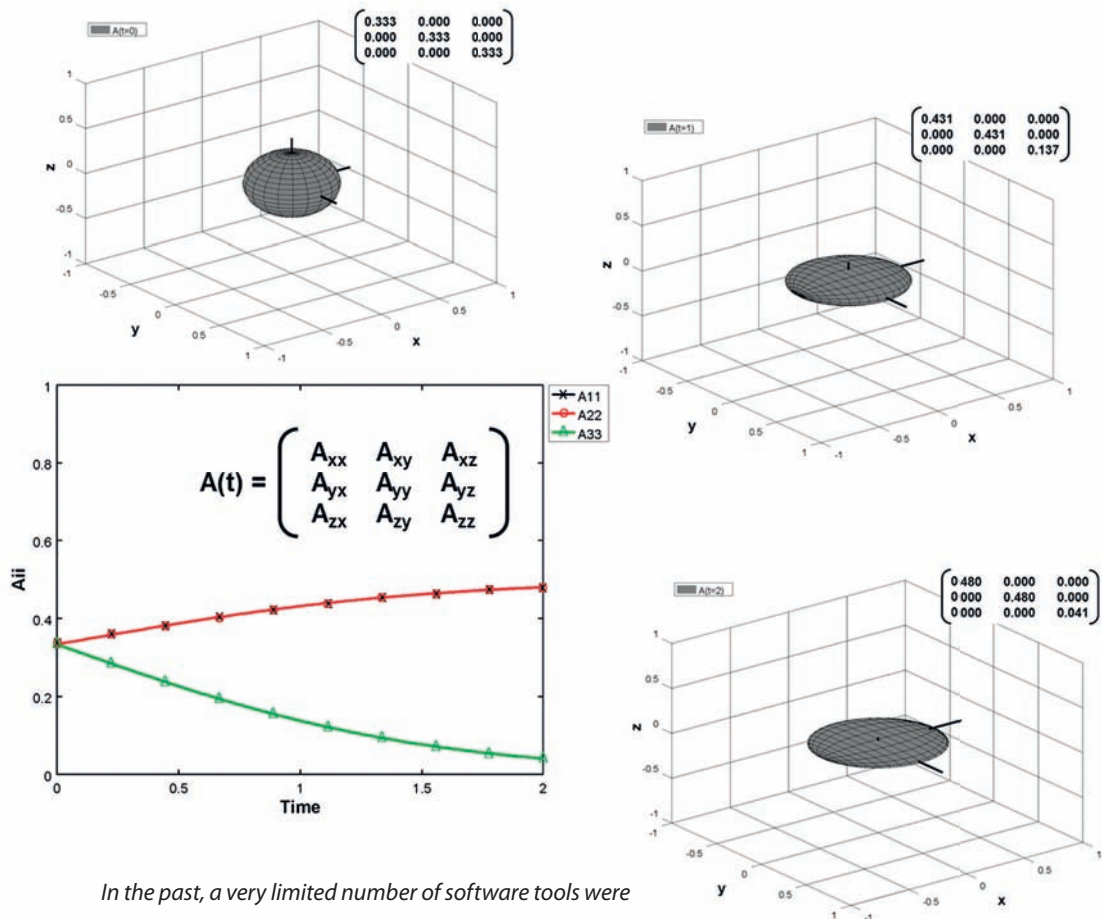 A(t=0)
0.333 0.000 0.000
0.000 0.333 0.000
0.000 0.000 0.333
1
0.5
0
-0.5
-1
z
-1
-0.5
0
0.5
1
y
-1
-0.5
0
0.5
1
x
A(t=1)
0.431 0.000 0.000
0.000 0.431 0.000
0.000 0.000 0.137
1
0.5
0
-0.5
-1
z
-1
-0.5
0
0.5
1
y
-1
-0.5
0
0.5
1
x
A11
A22
A33
A(t) =
Axx Axy Axz
Ayx Ayy Ayz
Azx Azy Azz
1
0.8
0.6
0.4
0.2
0
Aii
0 0.5 1 1.5 2
Time
A(t=2)
0.480 0.000 0.000
0.000 0.480 0.000
0.000 0.000 0.041
1
0.5
0
-0.5
-1
z
-1
-0.5
0
0.5
1
y
-1
-0.5
0
0.5
1
x
In the past, a very limited number of software tools were